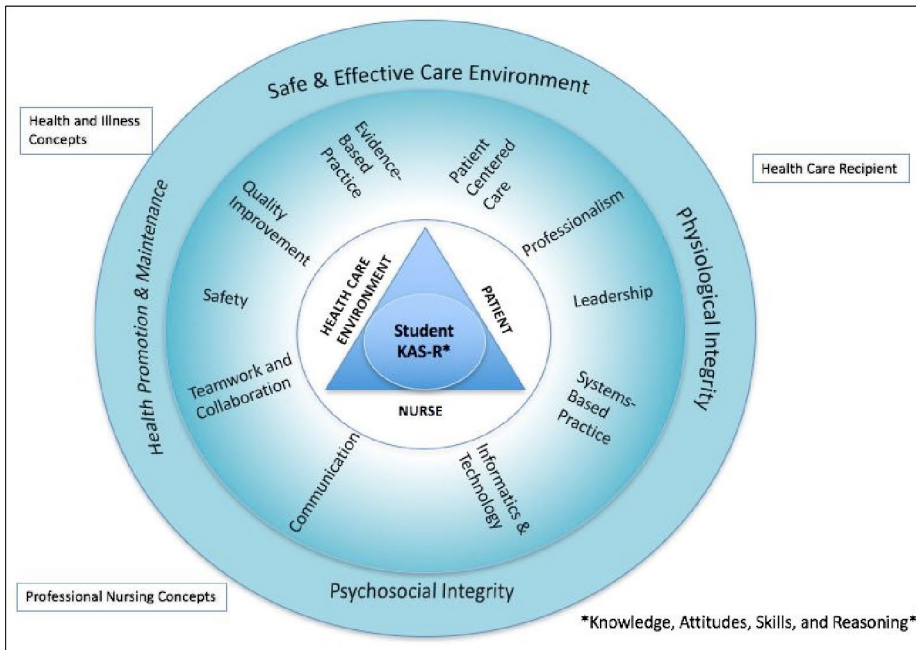 Safe & Effective Care Environment
Health and Illness
Concepts
Health Care Recipient
Evidence-
Based
Practice
Patient
Centered
Care
Quality
Improvement
Professionalism
Health Promotion & Maintenance
Physiological Integrity
HEALTH CARE
ENVIRONMENT
PATIENT
Safety
Leadership
Student
KAS-R*
Teamwork and
Collaboration
Systems-
Based
Practice
NURSE
Communication
Informatics &
Technology
Psychosocial Integrity
Professional Nursing Concepts
*Knowledge, Attitudes, Skills, and Reasoning*